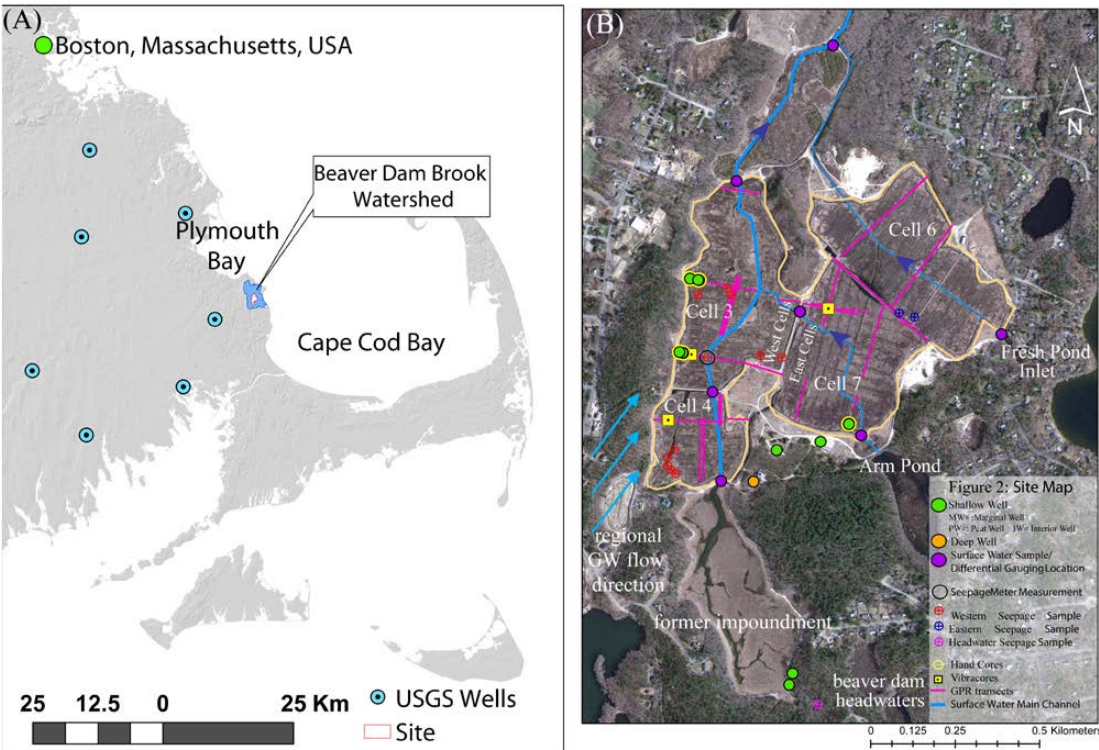 (A)
Boston, Massachusetts, USA
Beaver Dam Brook
Watershed
Plymouth
Bay
Cape Cod Bay
25 12.5 0 25 Km
USGS Wells
Site
(B)
N
Cell 6
Cell 3
West Cells
East Cells
Fresh Pond
Inlet
Cell 7
Cell 4
Arm Pond
regional
GW flow
direction
former impoundment
beaver dam
headwaters
Figure 2: Site Map
Shallow Well
MW#: Marginal Well
PW#: Peat Well IW# Interior Well
Deep Well
Surface Water Sample/
Differential Gauging Location
SeepageMeter Measurement
Western Seepage Sample
Eastern Seepage Sample
Headwater Seepage Sample
Hand Cores
Vibracores
GPR transects
Surface Water Main Channel
0 0.125 0.25 0.5 Kilometers